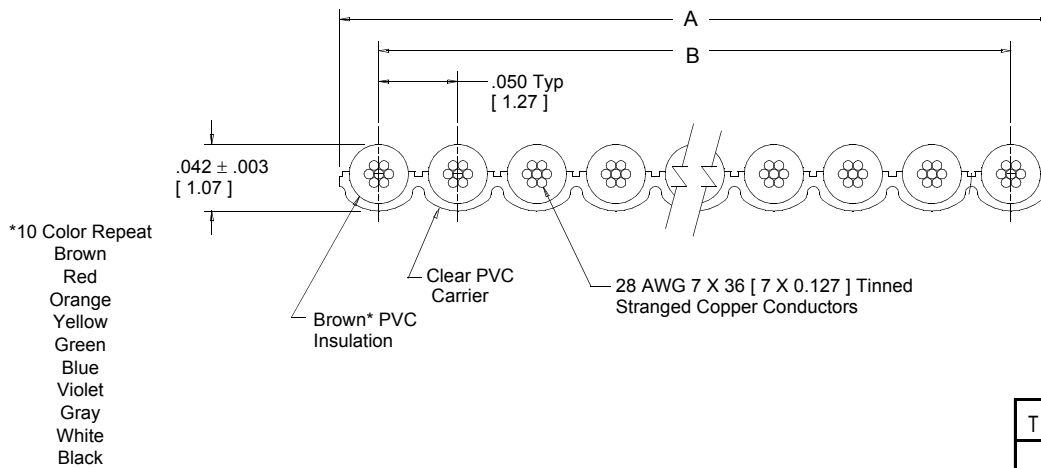 A
B
.050 Typ
[ 1.27 ]
.042 ± .003
[ 1.07 ]
*10 Color Repeat
Brown
Red
Orange
Yellow
Green
Blue
Violet
Gray
White
Black
Clear PVC
Carrier
Brown* PVC
Insulation
28 AWG 7 X 36 [ 7 X 0.127 ] Tinned
Stranged Copper Conductors
T